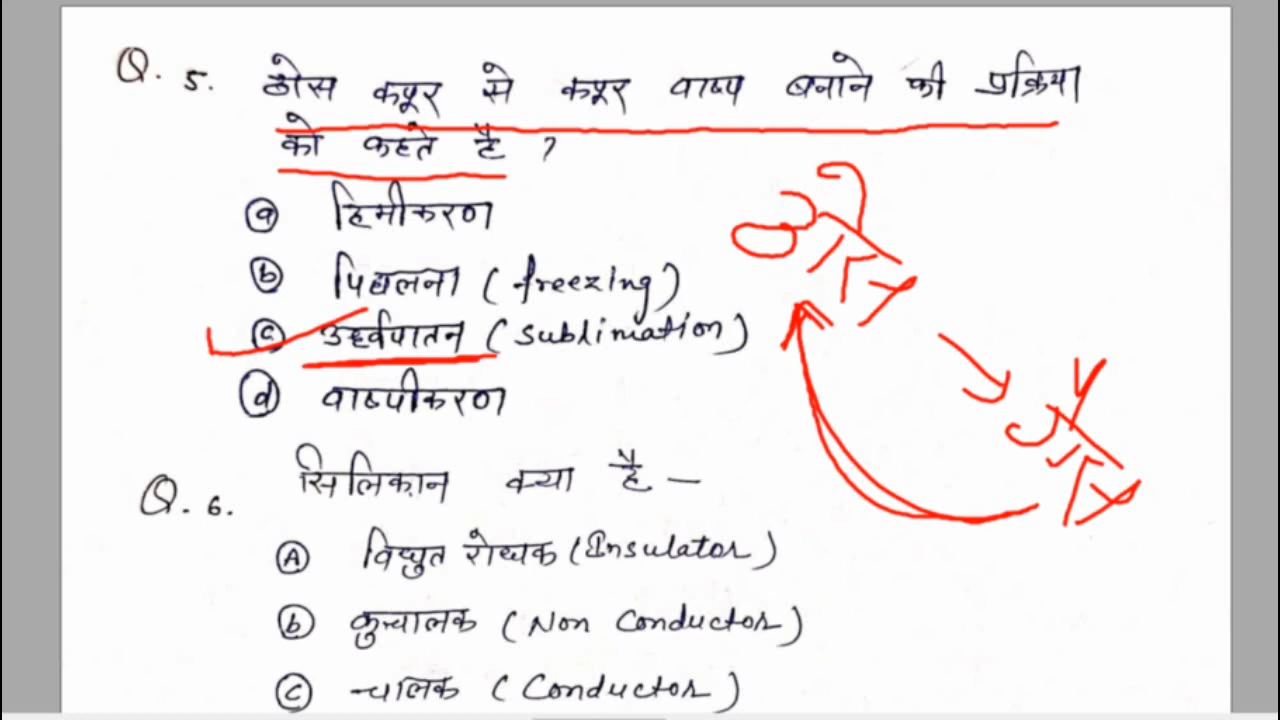 Q. 5. ठोस कपूर से कपूर वाष्प बनाने की प्रक्रिया
को कहते है ?
(a) हिमीकरण
(b) पिघलना (freezing)
(c) उर्ध्वपातन (sublimation)
(d) वाष्पीकरण
Q. 6. सिलिकान क्या है —
(A) विद्युत रोधक (Insulator)
(b) कुचालक (Non Conductor)
(c) चालक (Conductor)